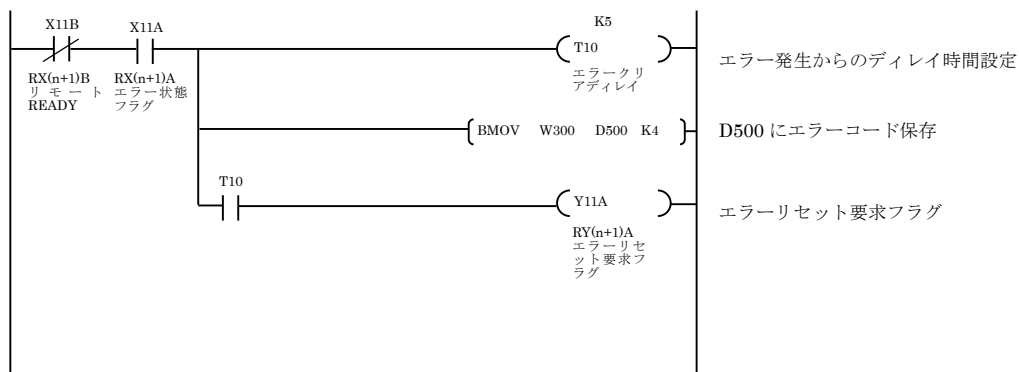 X11B
X11A
K5
T10
エラー発生からのディレイ時間設定
RX(n+1)B
リモート
READY
RX(n+1)A
エラー状態
フラグ
エラークリ
アディレイ
BMOV W300 D500 K4
D500 にエラーコード保存
T10
Y11A
エラーリセット要求フラグ
RY(n+1)A
エラーリセ
ット要求フ
ラグ